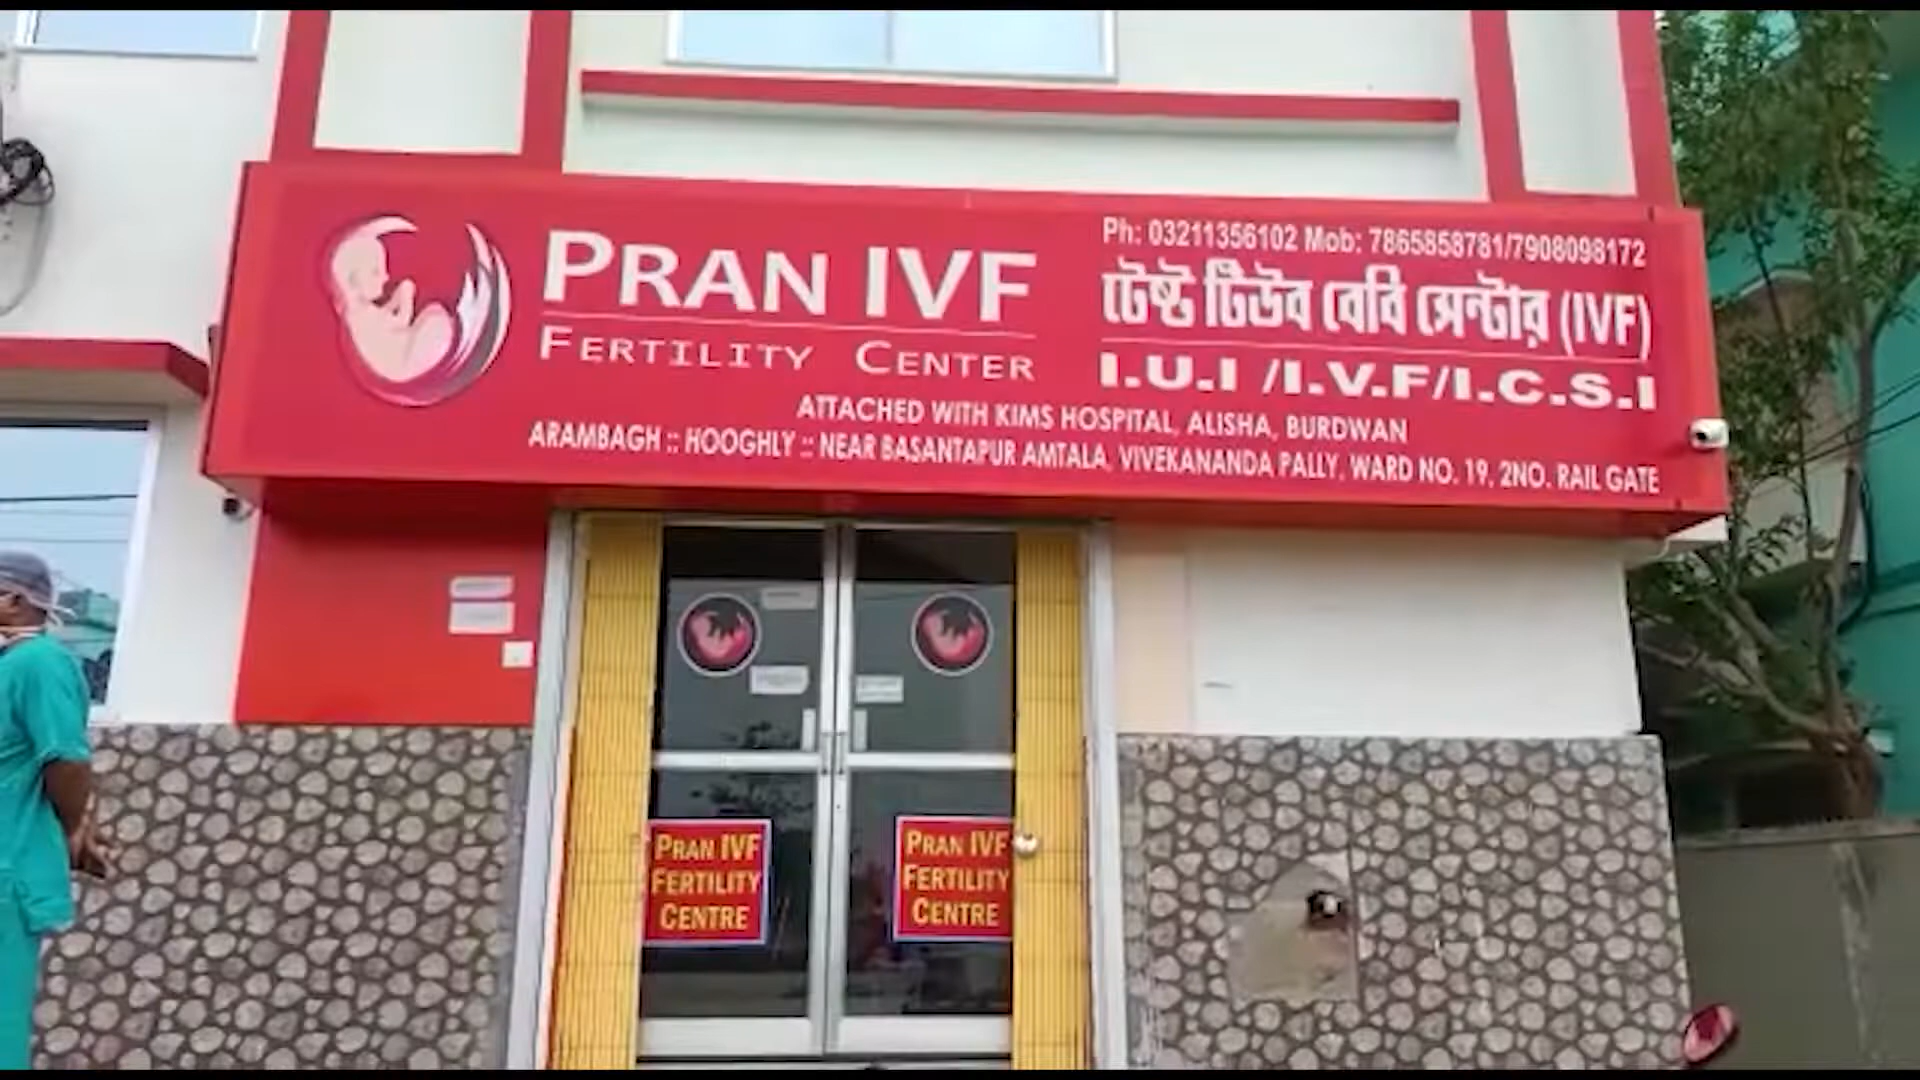 PRAN IVF
FERTILITY CENTER
Ph: 03211356102 Mob: 7865858781/7908098172
টেষ্ট টিউব বেবি সেন্টার (IVF)
I.U.I /I.V.F/I.C.S.I
ATTACHED WITH KIMS HOSPITAL, ALISHA, BURDWAN
ARAMBAGH :: HOOGHLY :: NEAR BASANTAPUR AMTALA, VIVEKANANDA PALLY, WARD NO. 19, 2NO. RAIL GATE
PRAN IVF
FERTILITY
CENTRE
PRAN IVF
FERTILITY
CENTRE